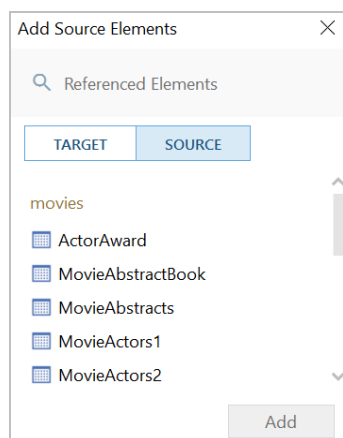 Add Source Elements
Referenced Elements
TARGET SOURCE
movies
ActorAward
MovieAbstractBook
MovieAbstracts
MovieActors1
MovieActors2
Add